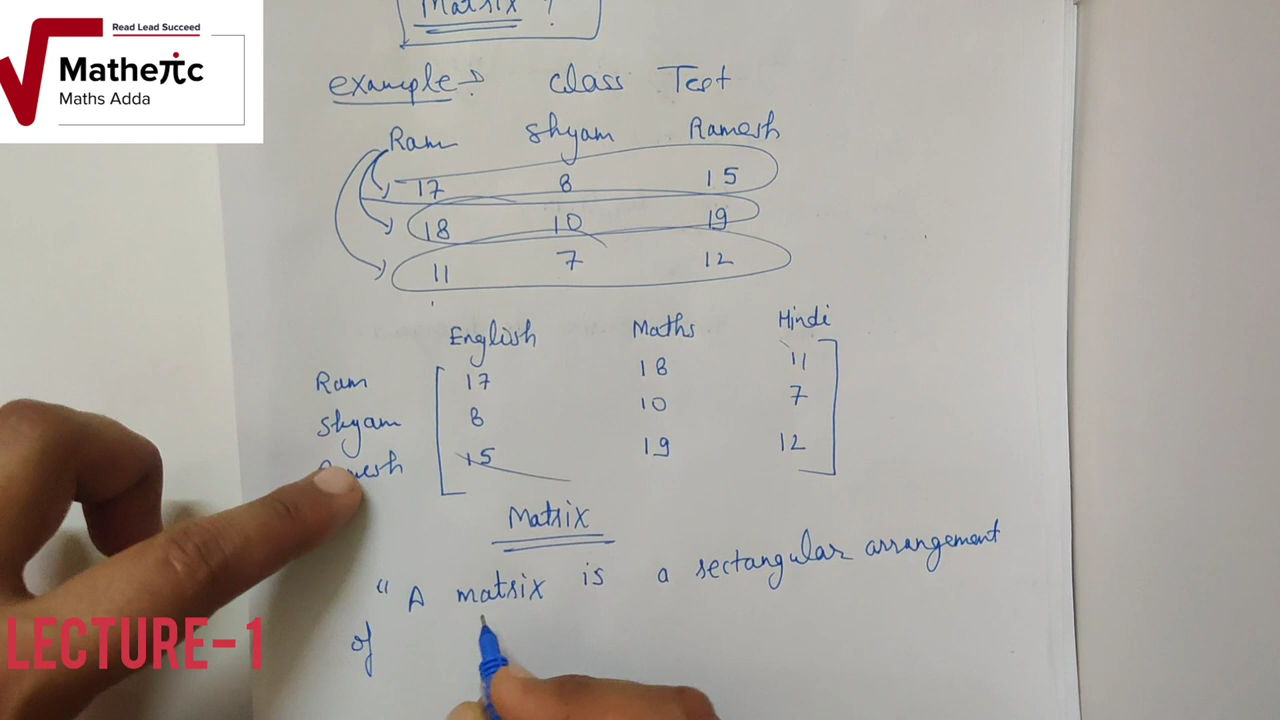 Read Lead Succeed
Matheπc
Maths Adda
Matrix ?
example → class Test
Ram Shyam Ramesh
17 8 15
18 10 19
11 7 12
English Maths Hindi
Ram 17 18 11
Shyam 8 10 7
Ramesh 15 19 12
Matrix
" A matrix is a rectangular arrangement
of
LECTURE-1